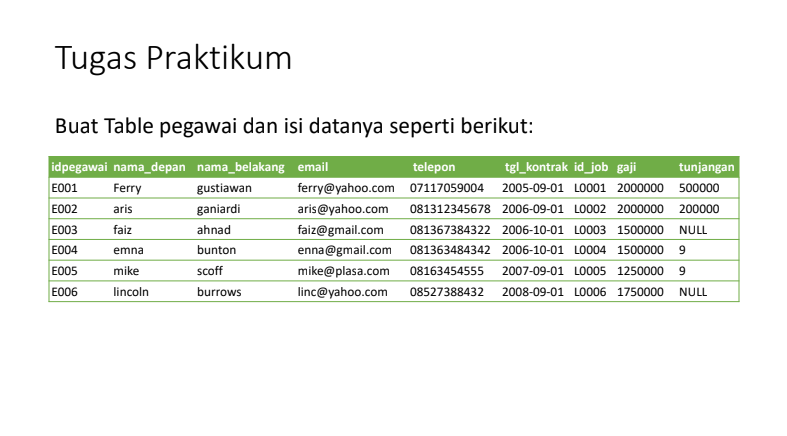 Tugas Praktikum
Buat Table pegawai dan isi datanya seperti berikut:
idpegawai nama_depan nama_belakang email telepon tgl_kontrak id_job gaji tunjangan
E001 Ferry gustiawan ferry@yahoo.com 07117059004 2005-09-01 L0001 2000000 500000
E002 aris ganiardi aris@yahoo.com 081312345678 2006-09-01 L0002 2000000 200000
E003 faiz ahnad faiz@gmail.com 081367384322 2006-10-01 L0003 1500000 NULL
E004 emna bunton enna@gmail.com 081363484342 2006-10-01 L0004 1500000 9
E005 mike scoff mike@plasa.com 08163454555 2007-09-01 L0005 1250000 9
E006 lincoln burrows linc@yahoo.com 08527388432 2008-09-01 L0006 1750000 NULL